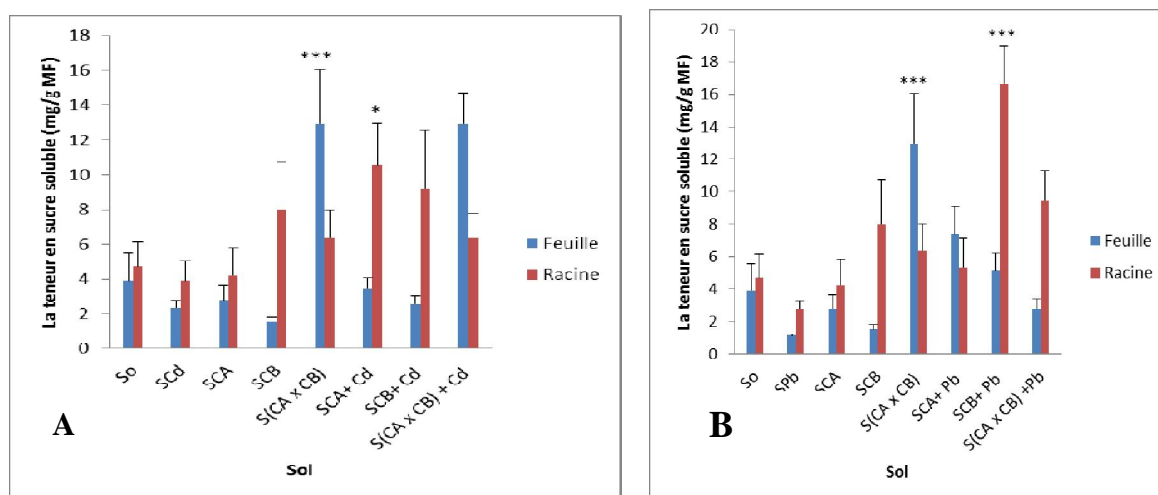 La teneur en sucre soluble (mg/g MF)
18
16
14
12
10
8
6
4
2
0
***
*
So
SCd
SCA
SCB
S(CA x CB)
SCA+ Cd
SCB+ Cd
S(CA x CB) + Cd
Sol
Feuille
Racine
A
La teneur en sucre soluble (mg/g MF)
20
18
16
14
12
10
8
6
4
2
0
***
***
So
SPb
SCA
SCB
S(CA x CB)
SCA+ Pb
SCB+ Pb
S(CA x CB) +Pb
Sol
Feuille
Racine
B